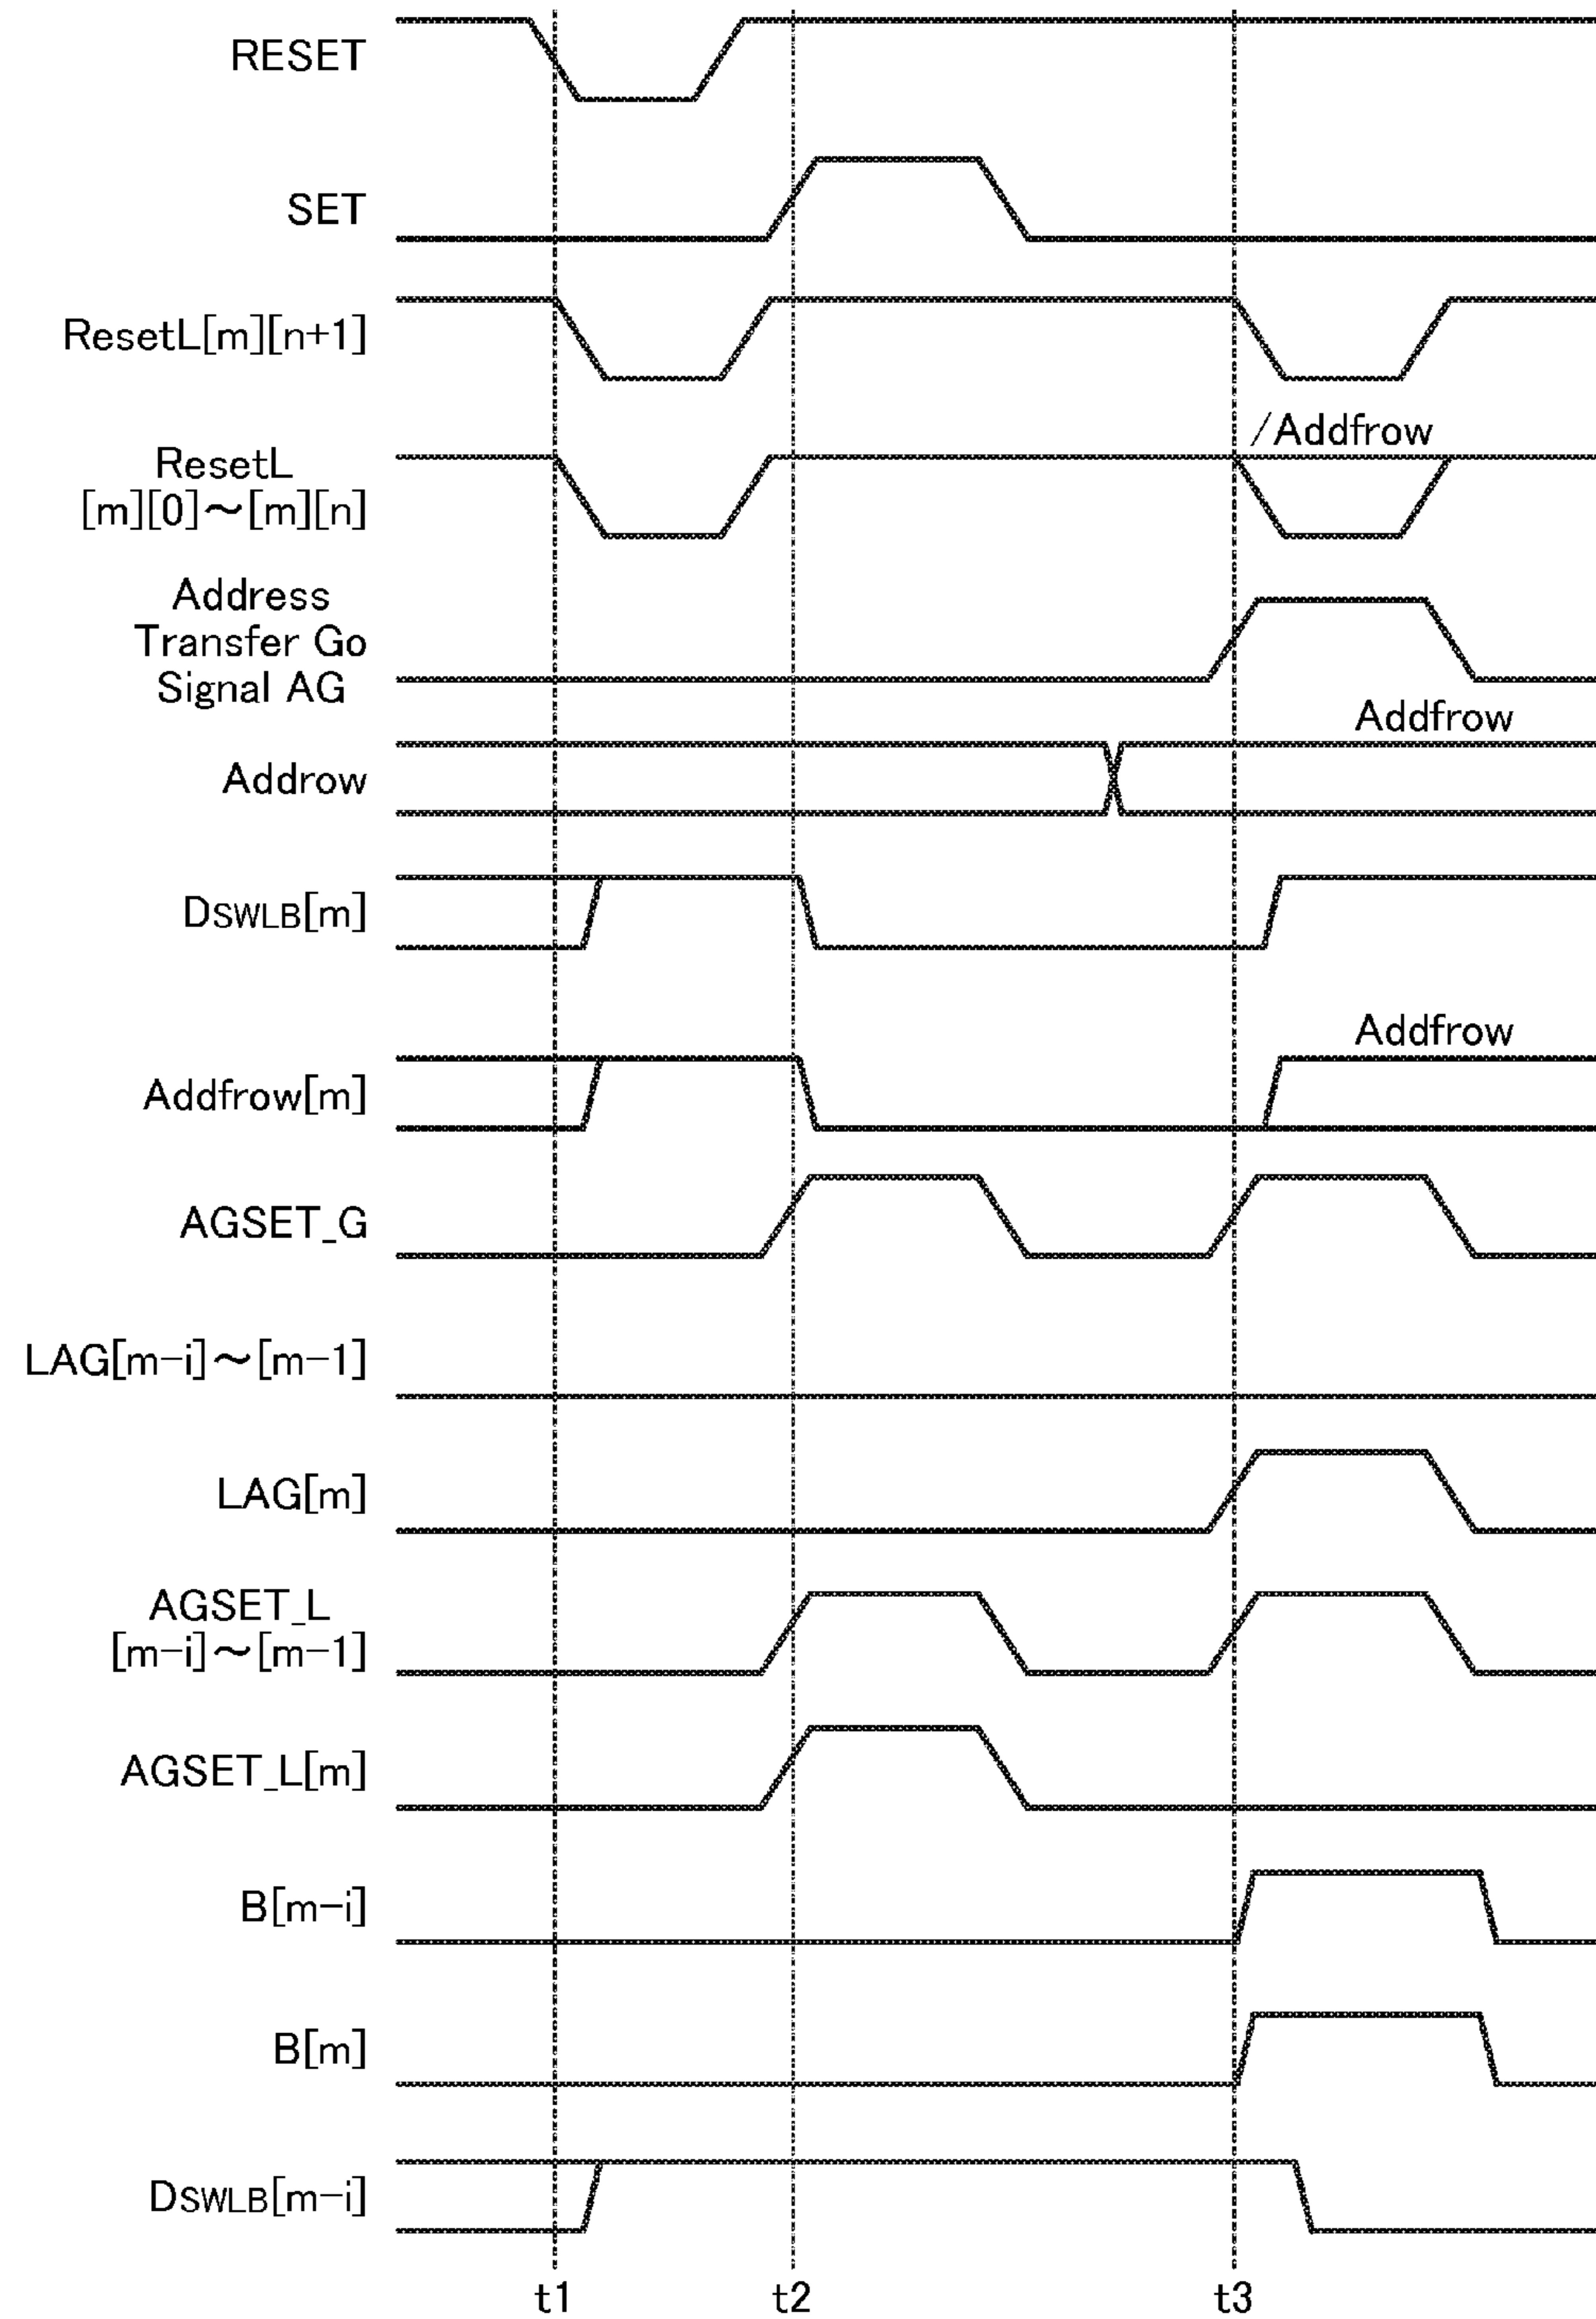 RESET
SET
ResetL[m][n+1]
/Addfrow
ResetL
[m][0]～[m][n]
Address
Transfer Go
Signal AG
Addfrow
Addrow
DSWLB[m]
Addfrow
Addfrow[m]
AGSET_G
LAG[m-i]～[m-1]
LAG[m]
AGSET_L
[m-i]～[m-1]
AGSET_L[m]
B[m-i]
B[m]
DSWLB[m-i]
t1 t2 t3